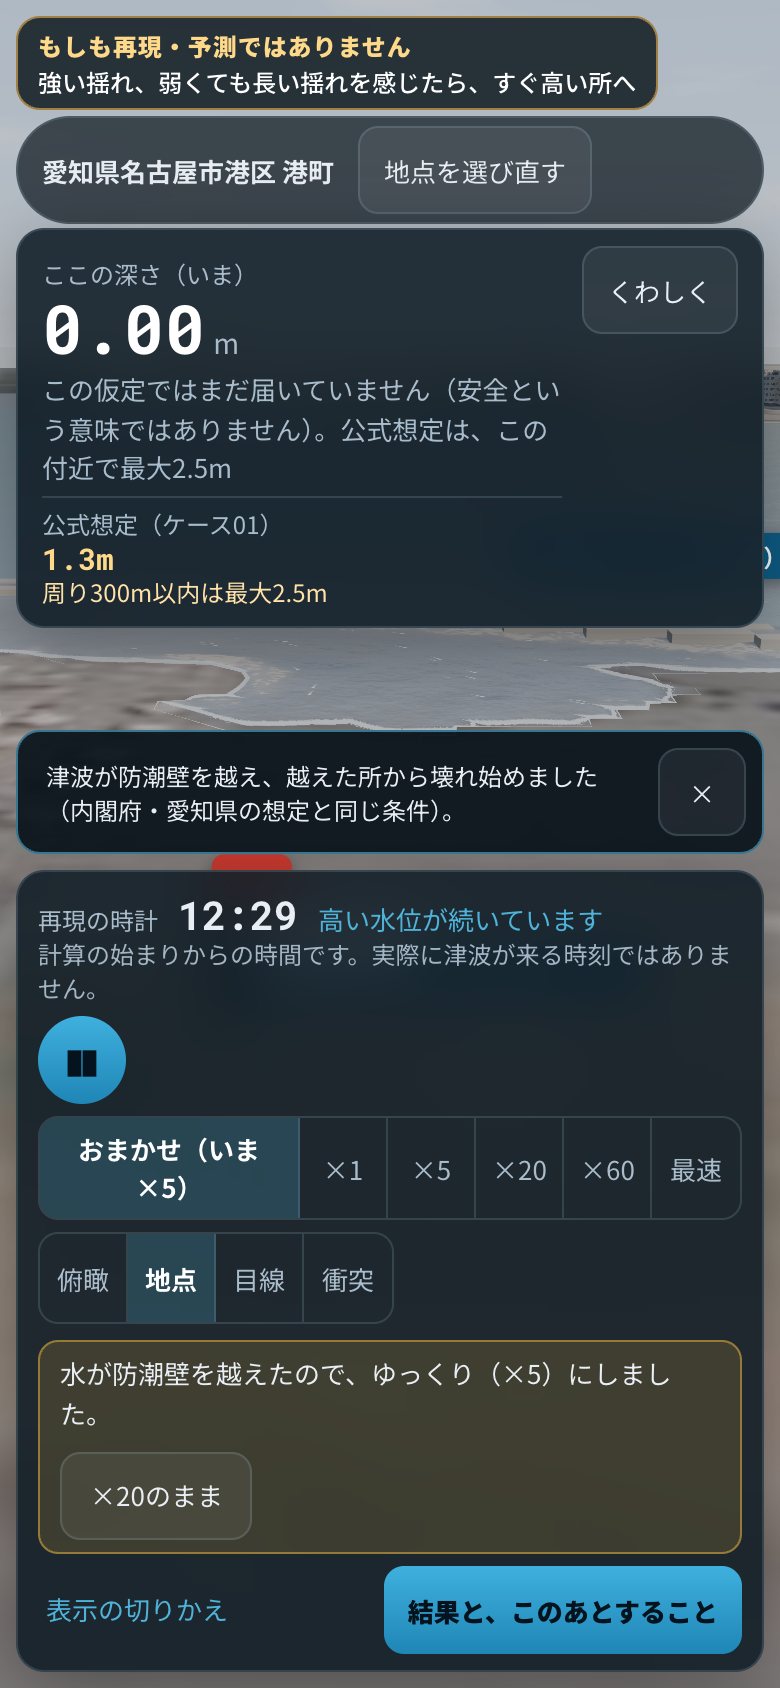 もしも再現・予測ではありません
強い揺れ、弱くても長い揺れを感じたら、すぐ高い所へ
愛知県名古屋市港区 港町
地点を選び直す
ここの深さ（いま）
くわしく
0.00 m
この仮定ではまだ届いていません（安全とい
う意味ではありません）。公式想定は、この
付近で最大2.5m
公式想定（ケース01）
1.3m
周り300m以内は最大2.5m
）
津波が防潮壁を越え、越えた所から壊れ始めました
（内閣府・愛知県の想定と同じ条件）。
×
再現の時計 12:29 高い水位が続いています
計算の始まりからの時間です。実際に津波が来る時刻ではありま
せん。
おまかせ（いま
×5）
×1
×5
×20
×60
最速
俯瞰
地点
目線
衝突
水が防潮壁を越えたので、ゆっくり（×5）にしまし
た。
×20のまま
表示の切りかえ
結果と、このあとすること